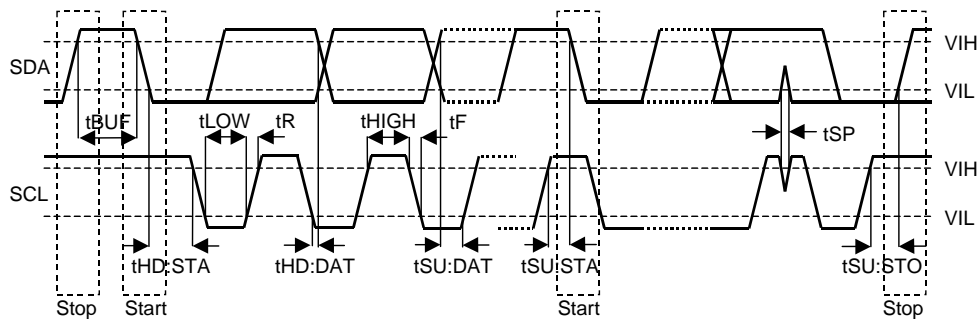 VIH
SDA
VIL
tBUF
tLOW
tR
tHIGH
tF
tSP
VIH
SCL
VIL
tHD:STA
tHD:DAT
tSU:DAT
tSU:STA
tSU:STO
Stop
Start
Start
Stop